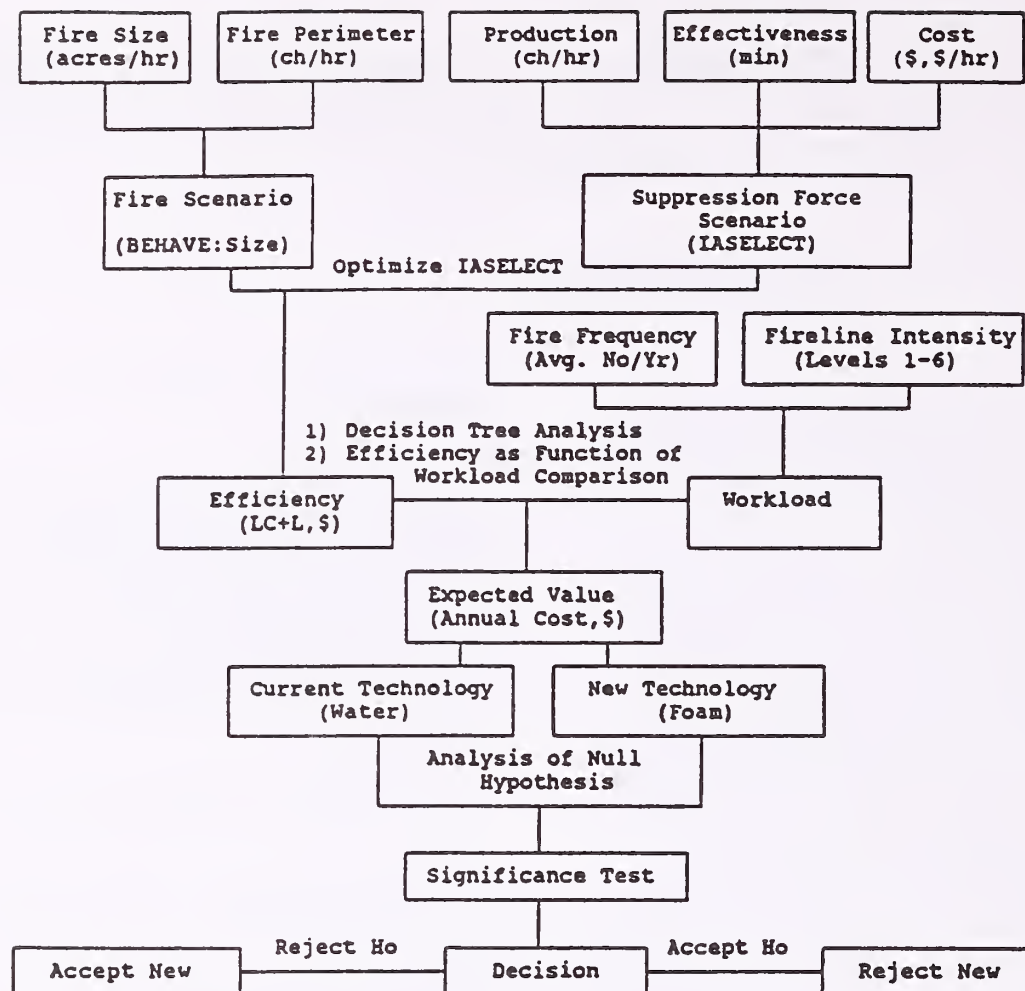 Fire Size
(acres/hr)
Fire Perimeter
(ch/hr)
Production
(ch/hr)
Effectiveness
(min)
Cost
($,$/hr)
Fire Scenario
(BEHAVE:Size)
Suppression Force
Scenario
(IASELECT)
Optimize IASELECT
Fire Frequency
(Avg. No/Yr)
Fireline Intensity
(Levels 1-6)
1) Decision Tree Analysis
2) Efficiency as Function of
Workload Comparison
Efficiency
(LC+L,$)
Workload
Expected Value
(Annual Cost,$)
Current Technology
(Water)
New Technology
(Foam)
Analysis of Null
Hypothesis
Significance Test
Reject Ho
Accept Ho
Accept New
Decision
Reject New